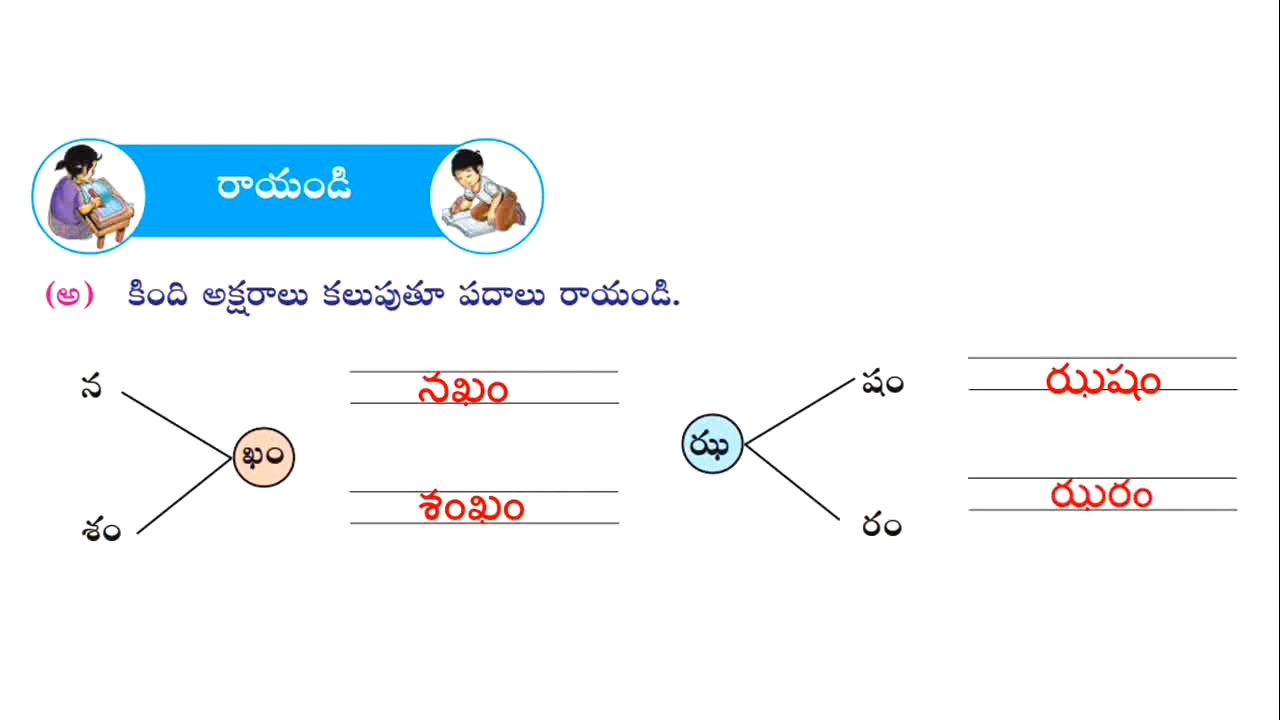 రాయండి
(అ) కింది అక్షరాలు కలుపుతూ పదాలు రాయండి.
న
ఖం
శం
నఖం
శంఖం
ఝ
షం
రం
ఝషం
ఝరం